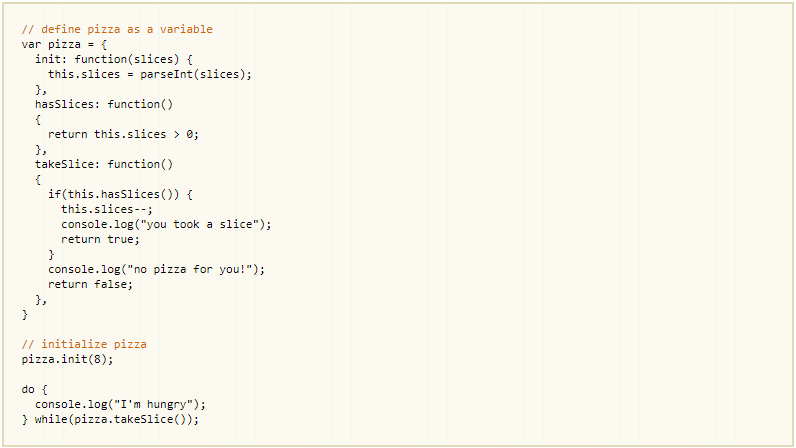 // define pizza as a variable
var pizza = {
  init: function(slices) {
    this.slices = parseInt(slices);
  },
  hasSlices: function()
  {
    return this.slices > 0;
  },
  takeSlice: function()
  {
    if(this.hasSlices()) {
      this.slices--;
      console.log("you took a slice");
      return true;
    }
    console.log("no pizza for you!");
    return false;
  },
}

// initialize pizza
pizza.init(8);

do {
  console.log("I'm hungry");
} while(pizza.takeSlice());